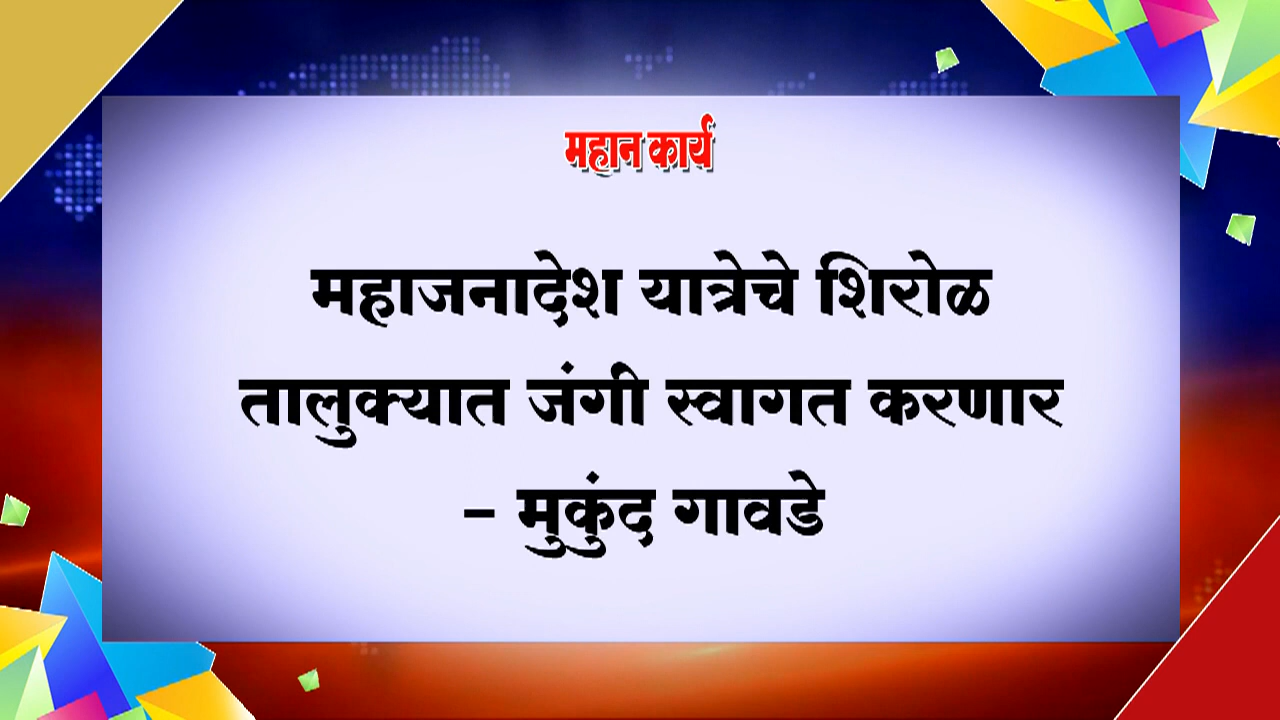 महान कार्य
महाजनादेश यात्रेचे शिरोळ
तालुक्यात जंगी स्वागत करणार
- मुकुंद गावडे